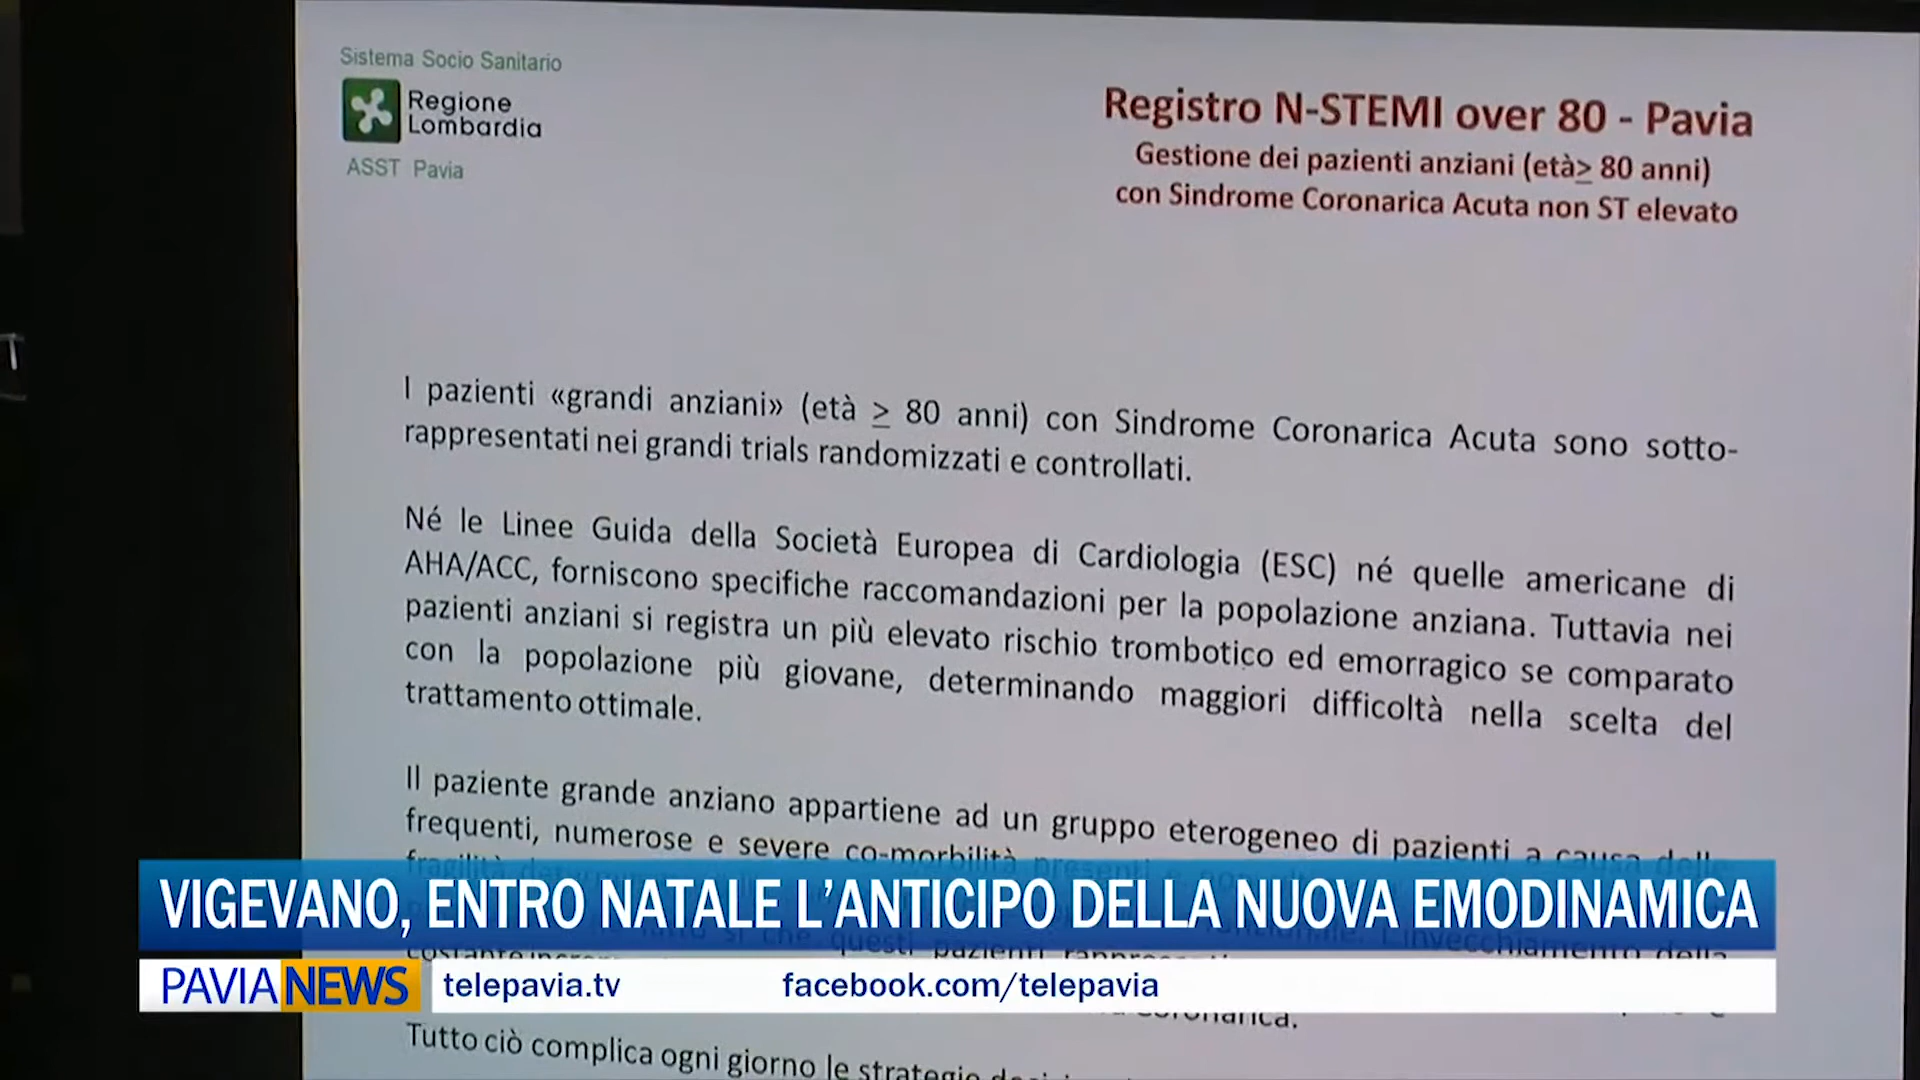 Sistema Socio Sanitario
Regione
Lombardia
ASST Pavia
Registro N-STEMI over 80 - Pavia
Gestione dei pazienti anziani (età≥ 80 anni)
con Sindrome Coronarica Acuta non ST elevato
I pazienti «grandi anziani» (età ≥ 80 anni) con Sindrome Coronarica Acuta sono sotto-
rappresentati nei grandi trials randomizzati e controllati.
Né le Linee Guida della Società Europea di Cardiologia (ESC) né quelle americane di
AHA/ACC, forniscono specifiche raccomandazioni per la popolazione anziana. Tuttavia nei
pazienti anziani si registra un più elevato rischio trombotico ed emorragico se comparato
con la popolazione più giovane, determinando maggiori difficoltà nella scelta del
trattamento ottimale.
Il paziente grande anziano appartiene ad un gruppo eterogeneo di pazienti a causa delle
frequenti, numerose e severe co-morbilità
VIGEVANO, ENTRO NATALE L'ANTICIPO DELLA NUOVA EMODINAMICA
PAVIA NEWS telepavia.tv facebook.com/telepavia
Tutto ciò complica ogni giorno le strategie